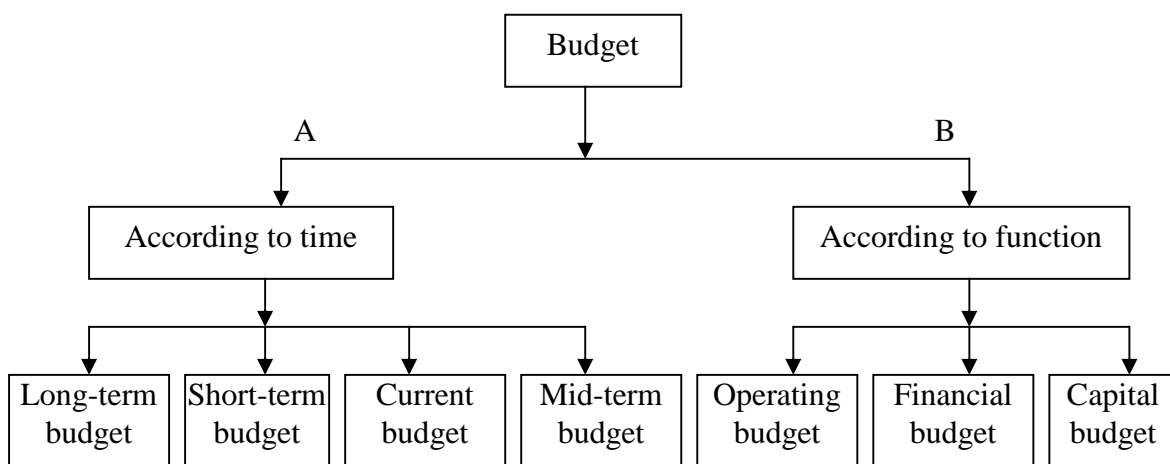 Budget
A
B
According to time
According to function
Long-term
budget
Short-term
budget
Current
budget
Mid-term
budget
Operating
budget
Financial
budget
Capital
budget